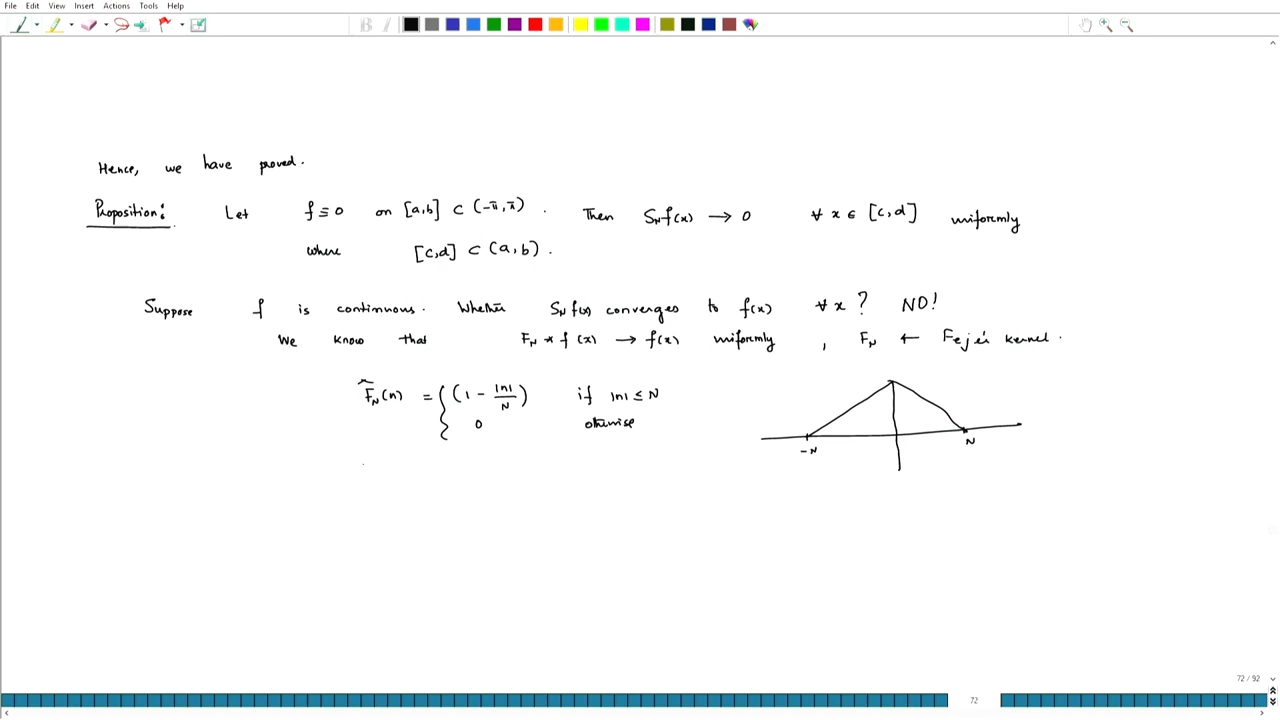 File Edit View Insert Actions Tools Help
Hence, we have proved.
Proposition: Let f ≡ 0 on [a,b] ⊂ (-π,π). Then S_N f(x) → 0 ∀ x ∈ [c,d] uniformly
where [c,d] ⊂ (a,b).
Suppose f is continuous. Whether S_N f(x) converges to f(x) ∀ x? NO!
We know that F_N * f(x) → f(x) uniformly, F_N ← Fejér kernel.
F̂_N(n) = { (1 - |n|/N) if |n| ≤ N
0 otherwise
-N N
72 / 92
72